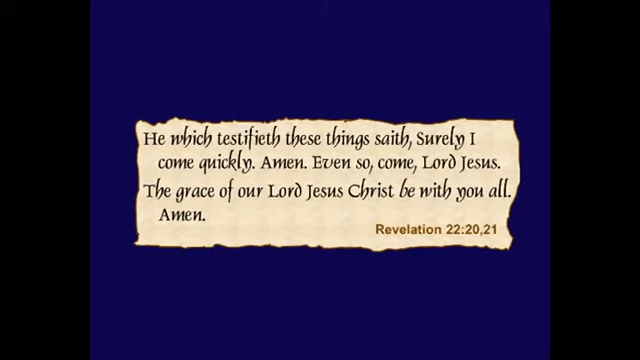 He which testifieth these things saith, Surely I
come quickly. Amen. Even so, come, Lord Jesus.
The grace of our Lord Jesus Christ be with you all.
Amen.
Revelation 22:20,21